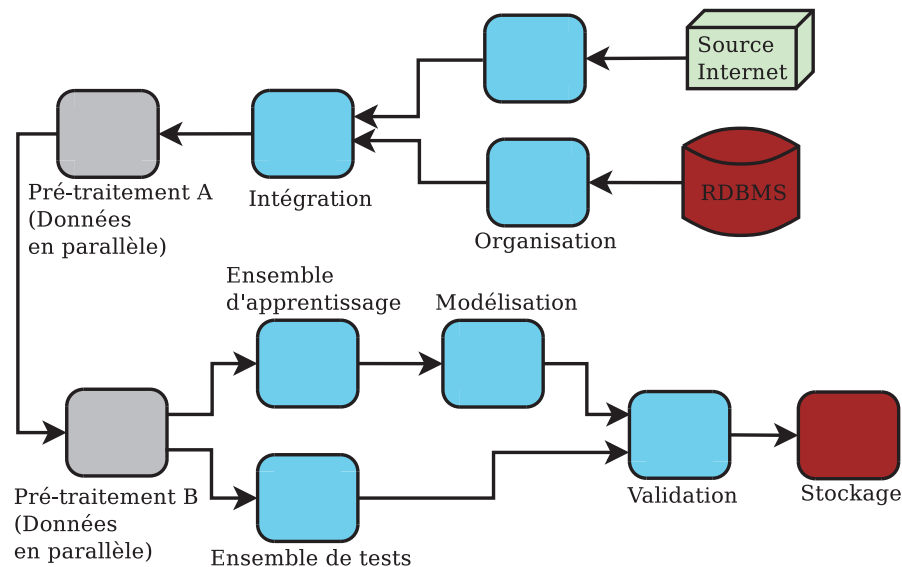 Source
Internet
Pré-traitement A
(Données
en parallèle)
Intégration
RDBMS
Organisation
Ensemble
d'apprentissage
Modélisation
Pré-traitement B
(Données
en parallèle)
Ensemble de tests
Validation
Stockage